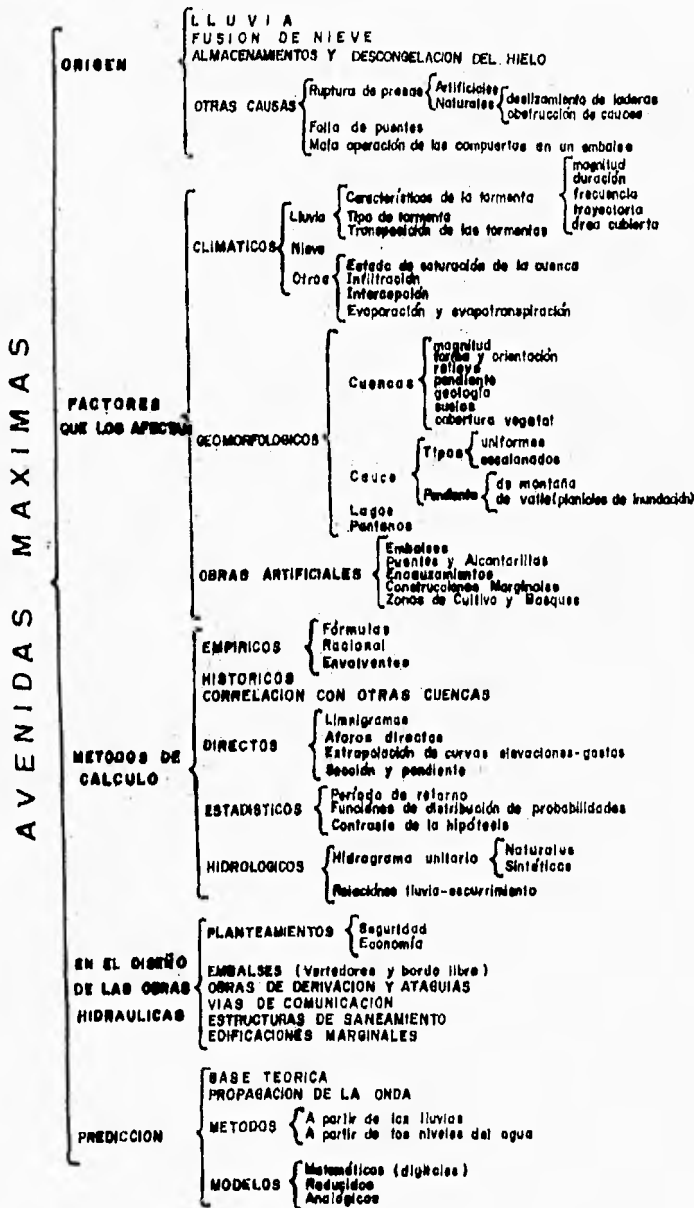 AVENIDAS MAXIMAS
ORIGEN
LLUVIA
FUSION DE NIEVE
ALMACENAMIENTOS Y DESCONGELACION DEL HIELO
OTRAS CAUSAS
Ruptura de presas
Artificiales
Naturales
deslizamiento de laderas
obstrucción de cauces
Falla de puentes
Mala operación de las compuertas en un embalse
FACTORES
QUE LOS AFECTAN
CLIMATICOS
Lluvia
Características de la tormenta
magnitud
duración
frecuencia
trayectoria
área cubierta
Tipo de tormenta
Transposición de las tormentas
Nieve
Otros
Estado de saturación de la cuenca
Infiltración
Intercepción
Evaporación y evapotranspiración
GEOMORFOLOGICOS
Cuencas
magnitud
forma y orientación
relieve
pendiente
geología
suelos
cobertura vegetal
Cauce
Tipos
uniformes
escalonados
Pendiente
de montaña
de valle (planicies de inundación)
Lagos
Pantanos
OBRAS ARTIFICIALES
Embalses
Puentes y Alcantarillas
Encauzamientos
Construcciones Marginales
Zonas de Cultivo y Bosques
METODOS DE
CALCULO
EMPIRICOS
Fórmulas
Racional
Envolventes
HISTORICOS
CORRELACION CON OTRAS CUENCAS
DIRECTOS
Limnigramas
Aforos directos
Extrapolación de curvas elevaciones-gastos
Sección y pendiente
ESTADISTICOS
Período de retorno
Funciones de distribución de probabilidades
Contraste de la hipótesis
HIDROLOGICOS
Hidrograma unitario
Naturales
Sintéticos
Relaciones lluvia-escurrimiento
EN EL DISEÑO
DE LAS OBRAS
HIDRAULICAS
PLANTEAMIENTOS
Seguridad
Economía
EMBALSES (Vertedores y bordo libre)
OBRAS DE DERIVACION Y ATAGUIAS
VIAS DE COMUNICACIÓN
ESTRUCTURAS DE SANEAMIENTO
EDIFICACIONES MARGINALES
PREDICCION
BASE TEORICA
PROPAGACION DE LA ONDA
METODOS
A partir de las lluvias
A partir de los niveles del agua
MODELOS
Matemáticos (digitales)
Reducidos
Analógicos